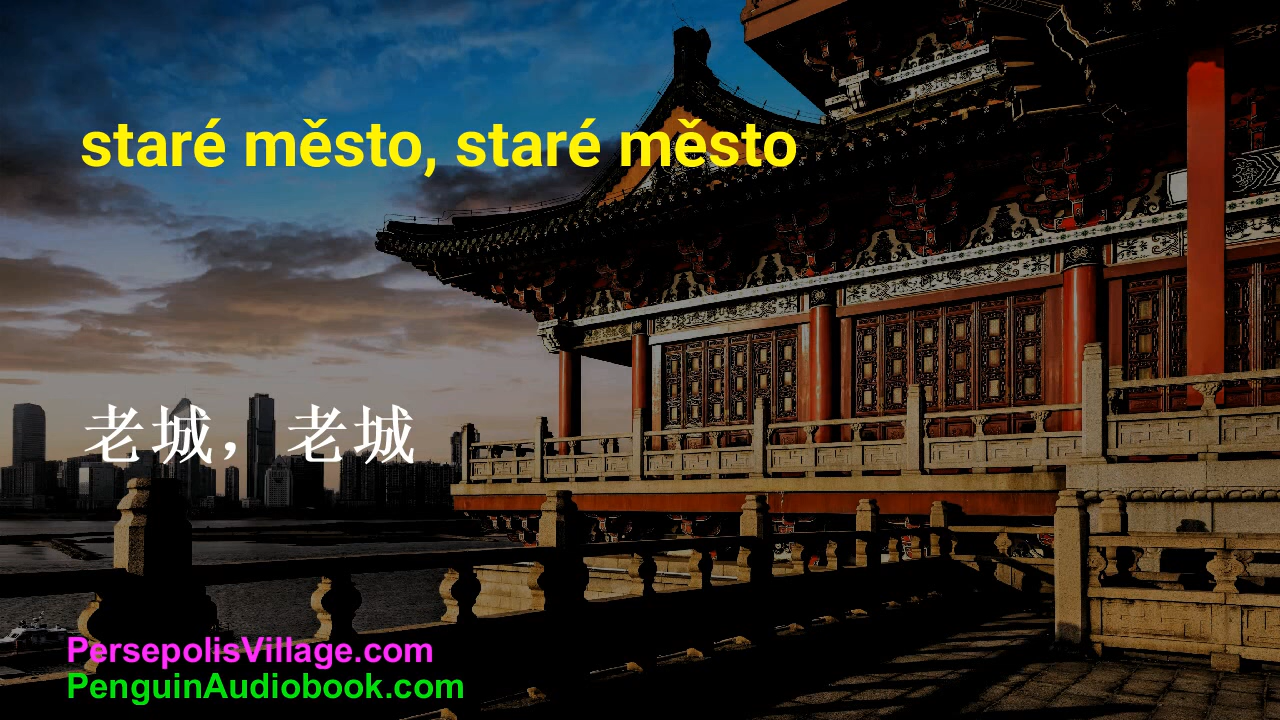 staré město, staré město
老城，老城
PersepolisVillage.com
PenguinAudiobook.com